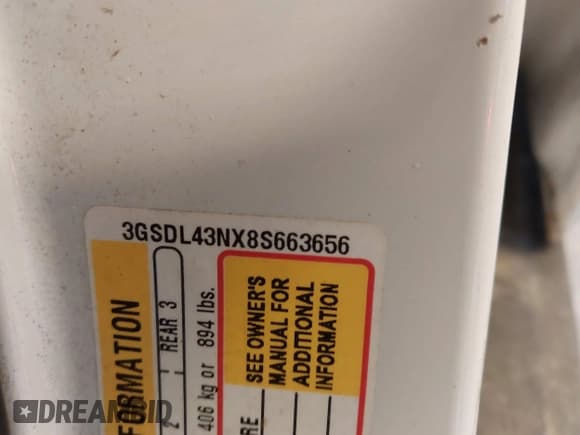 3GSDL43NX8S663656
FORMATION
2
REAR 3
406 kg or 894 lbs.
SEE OWNER'S
MANUAL FOR
ADDITIONAL
INFORMATION
RE
DREAMBID